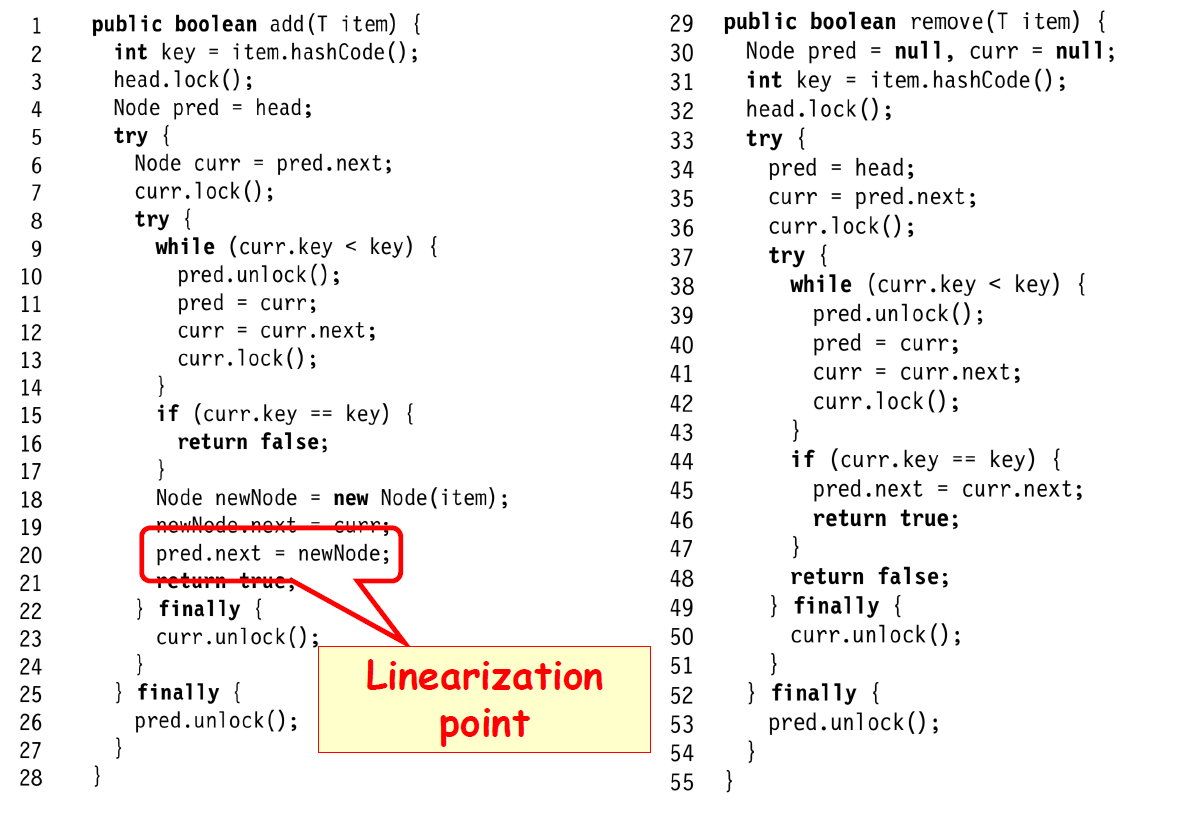 1 public boolean add(T item) {
2 int key = item.hashCode();
3 head.lock();
4 Node pred = head;
5 try {
6 Node curr = pred.next;
7 curr.lock();
8 try {
9 while (curr.key < key) {
10 pred.unlock();
11 pred = curr;
12 curr = curr.next;
13 curr.lock();
14 }
15 if (curr.key == key) {
16 return false;
17 }
18 Node newNode = new Node(item);
19 newNode.next = curr;
20 pred.next = newNode;
21 return true;
22 } finally {
23 curr.unlock();
24 }
25 } finally {
26 pred.unlock();
27 }
28 }
Linearization
point
29 public boolean remove(T item) {
30 Node pred = null, curr = null;
31 int key = item.hashCode();
32 head.lock();
33 try {
34 pred = head;
35 curr = pred.next;
36 curr.lock();
37 try {
38 while (curr.key < key) {
39 pred.unlock();
40 pred = curr;
41 curr = curr.next;
42 curr.lock();
43 }
44 if (curr.key == key) {
45 pred.next = curr.next;
46 return true;
47 }
48 return false;
49 } finally {
50 curr.unlock();
51 }
52 } finally {
53 pred.unlock();
54 }
55 }